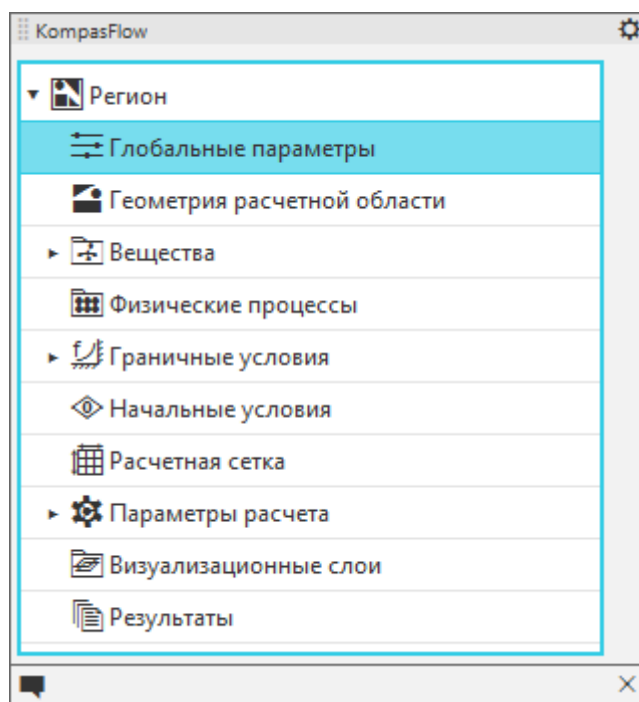 KompasFlow
Регион
Глобальные параметры
Геометрия расчетной области
Вещества
Физические процессы
Граничные условия
Начальные условия
Расчетная сетка
Параметры расчета
Визуализационные слои
Результаты